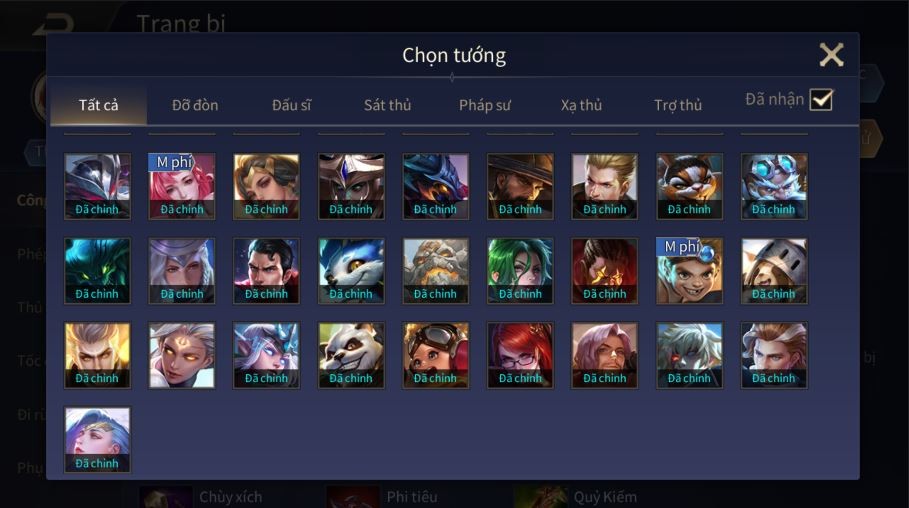 Trang bị
Chọn tướng
Tất cả Đỡ đòn Đấu sĩ Sát thủ Pháp sư Xạ thủ Trợ thủ Đã nhận
M phí
Đã chỉnh Đã chỉnh Đã chỉnh Đã chỉnh Đã chỉnh Đã chỉnh Đã chỉnh Đã chỉnh Đã chỉnh
M phí
Đã chỉnh Đã chỉnh Đã chỉnh Đã chỉnh Đã chỉnh Đã chỉnh Đã chỉnh Đã chỉnh Đã chỉnh
Đã chỉnh Đã chỉnh Đã chỉnh Đã chỉnh Đã chỉnh Đã chỉnh Đã chỉnh Đã chỉnh
Đã chỉnh
Chùy xích Phi tiêu Quỷ Kiếm